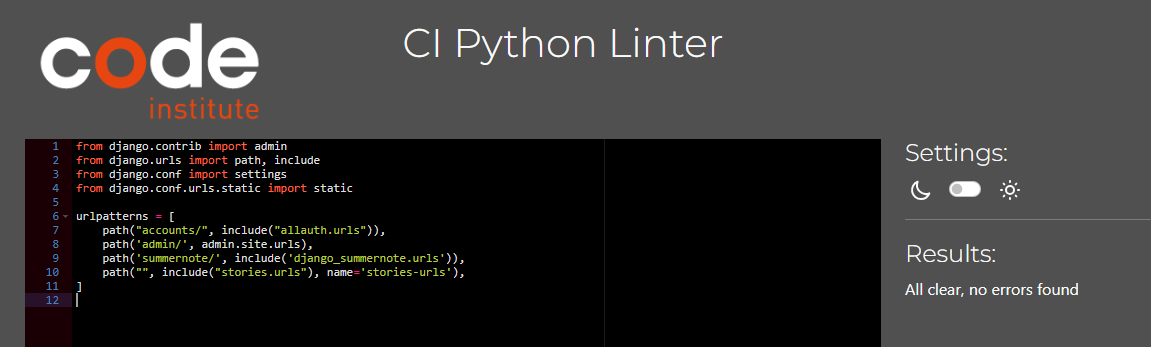 code
institute
CI Python Linter
1 from django.contrib import admin
2 from django.urls import path, include
3 from django.conf import settings
4 from django.conf.urls.static import static
5
6 urlpatterns = [
7     path("accounts/", include("allauth.urls")),
8     path('admin/', admin.site.urls),
9     path('summernote/', include('django_summernote.urls')),
10     path("", include("stories.urls"), name='stories-urls'),
11 ]
12
Settings:
Results:
All clear, no errors found